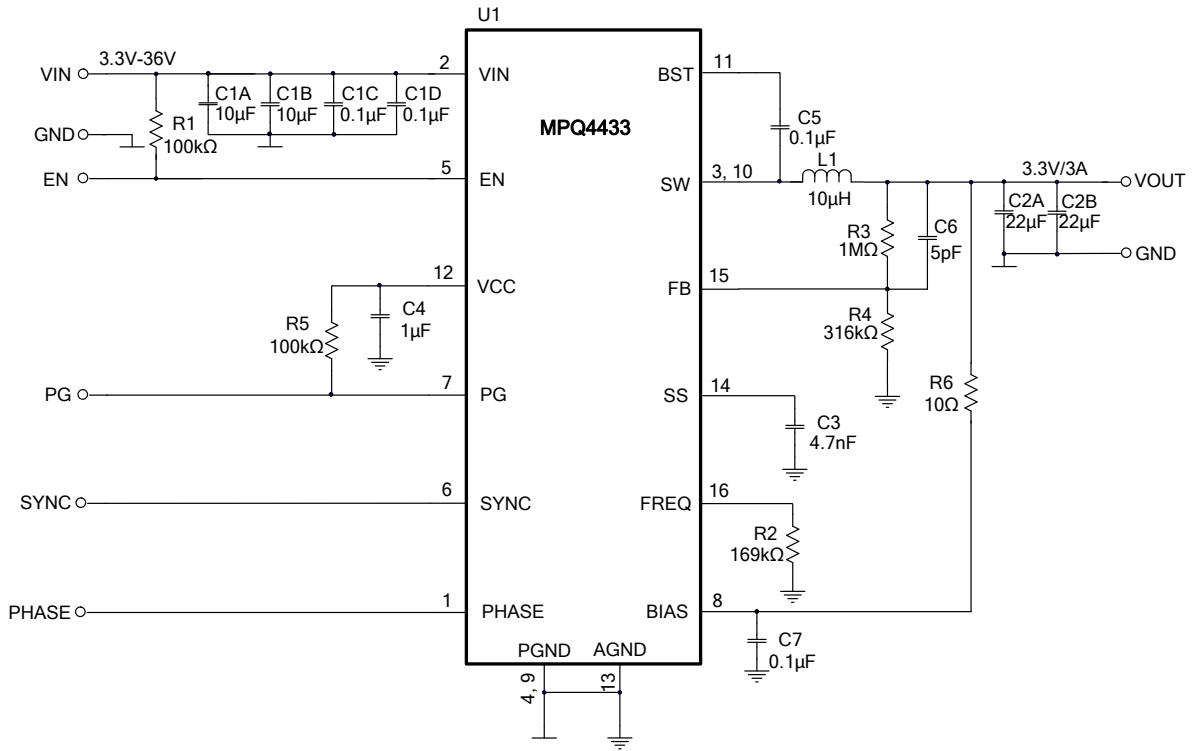 U1
MPQ4433
VIN
3.3V-36V
2
VIN
C1A
10µF
C1B
10µF
C1C
0.1µF
C1D
0.1µF
GND
R1
100kΩ
EN
5
EN
12
VCC
C4
1µF
R5
100kΩ
PG
7
PG
SYNC
6
SYNC
PHASE
1
PHASE
PGND
4, 9
AGND
13
BST
11
C5
0.1µF
SW
3, 10
L1
10µH
3.3V/3A
VOUT
C2A
22µF
C2B
22µF
GND
R3
1MΩ
C6
5pF
FB
15
R4
316kΩ
SS
14
C3
4.7nF
R6
10Ω
FREQ
16
R2
169kΩ
BIAS
8
C7
0.1µF